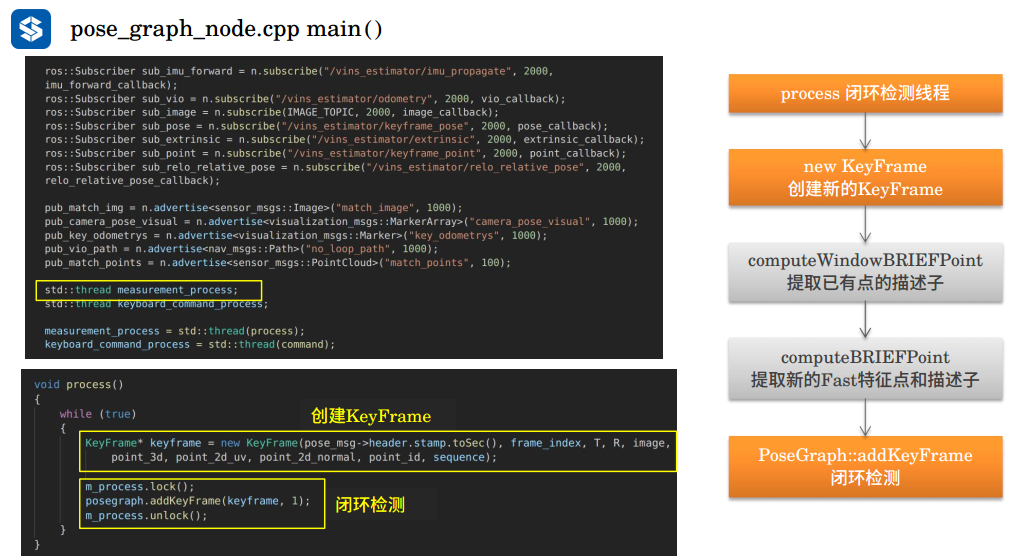 pose_graph_node.cpp main()
ros::Subscriber sub_imu_forward = n.subscribe("/vins_estimator/imu_propagate", 2000,
imu_forward_callback);
ros::Subscriber sub_vio = n.subscribe("/vins_estimator/odometry", 2000, vio_callback);
ros::Subscriber sub_image = n.subscribe(IMAGE_TOPIC, 2000, image_callback);
ros::Subscriber sub_pose = n.subscribe("/vins_estimator/keyframe_pose", 2000, pose_callback);
ros::Subscriber sub_extrinsic = n.subscribe("/vins_estimator/extrinsic", 2000, extrinsic_callback);
ros::Subscriber sub_point = n.subscribe("/vins_estimator/keyframe_point", 2000, point_callback);
ros::Subscriber sub_relo_relative_pose = n.subscribe("/vins_estimator/relo_relative_pose", 2000,
relo_relative_pose_callback);
pub_match_img = n.advertise<sensor_msgs::Image>("match_image", 1000);
pub_camera_pose_visual = n.advertise<visualization_msgs::MarkerArray>("camera_pose_visual", 1000);
pub_key_odometrys = n.advertise<visualization_msgs::Marker>("key_odometrys", 1000);
pub_vio_path = n.advertise<nav_msgs::Path>("no_loop_path", 1000);
pub_match_points = n.advertise<sensor_msgs::PointCloud>("match_points", 100);
std::thread measurement_process;
std::thread keyboard_command_process;
measurement_process = std::thread(process);
keyboard_command_process = std::thread(command);
void process()
{
while (true)
{
创建KeyFrame
KeyFrame* keyframe = new KeyFrame(pose_msg->header.stamp.toSec(), frame_index, T, R, image,
point_3d, point_2d_uv, point_2d_normal, point_id, sequence);
m_process.lock();
posegraph.addKeyFrame(keyframe, 1);
m_process.unlock();
闭环检测
}
}
process 闭环检测线程
new KeyFrame
创建新的KeyFrame
computeWindowBRIEFPoint
提取已有点的描述子
computeBRIEFPoint
提取新的Fast特征点和描述子
PoseGraph::addKeyFrame
闭环检测